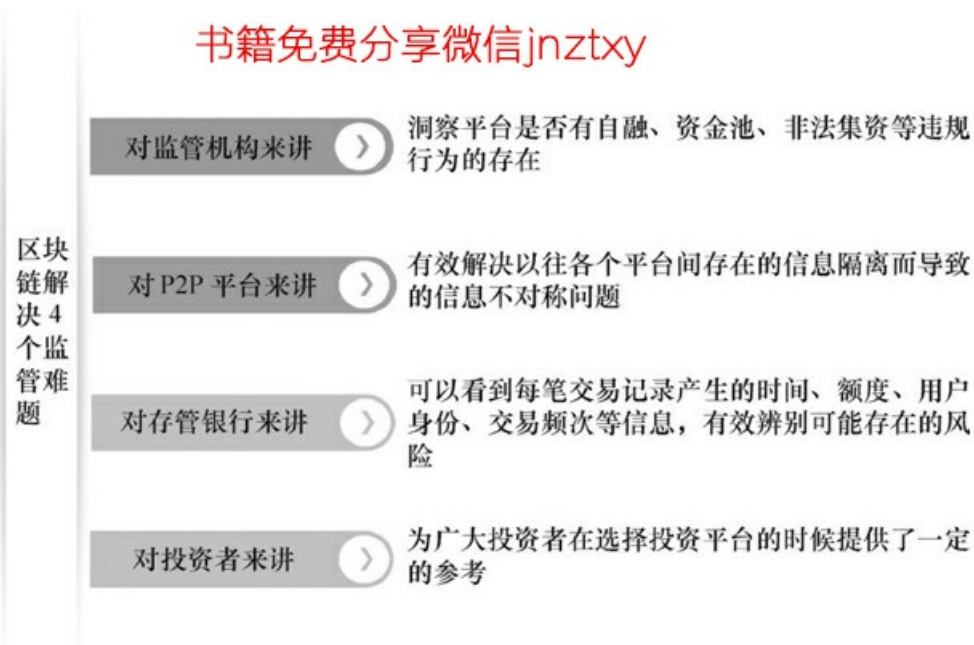 书籍免费分享微信jnztxy
区块
链解
决 4
个监
管难
题
对监管机构来讲
洞察平台是否有自融、资金池、非法集资等违规
行为的存在
对 P2P 平台来讲
有效解决以往各个平台间存在的信息隔离而导致
的信息不对称问题
对存管银行来讲
可以看到每笔交易记录产生的时间、额度、用户
身份、交易频次等信息，有效辨别可能存在的风
险
对投资者来讲
为广大投资者在选择投资平台的时候提供了一定
的参考